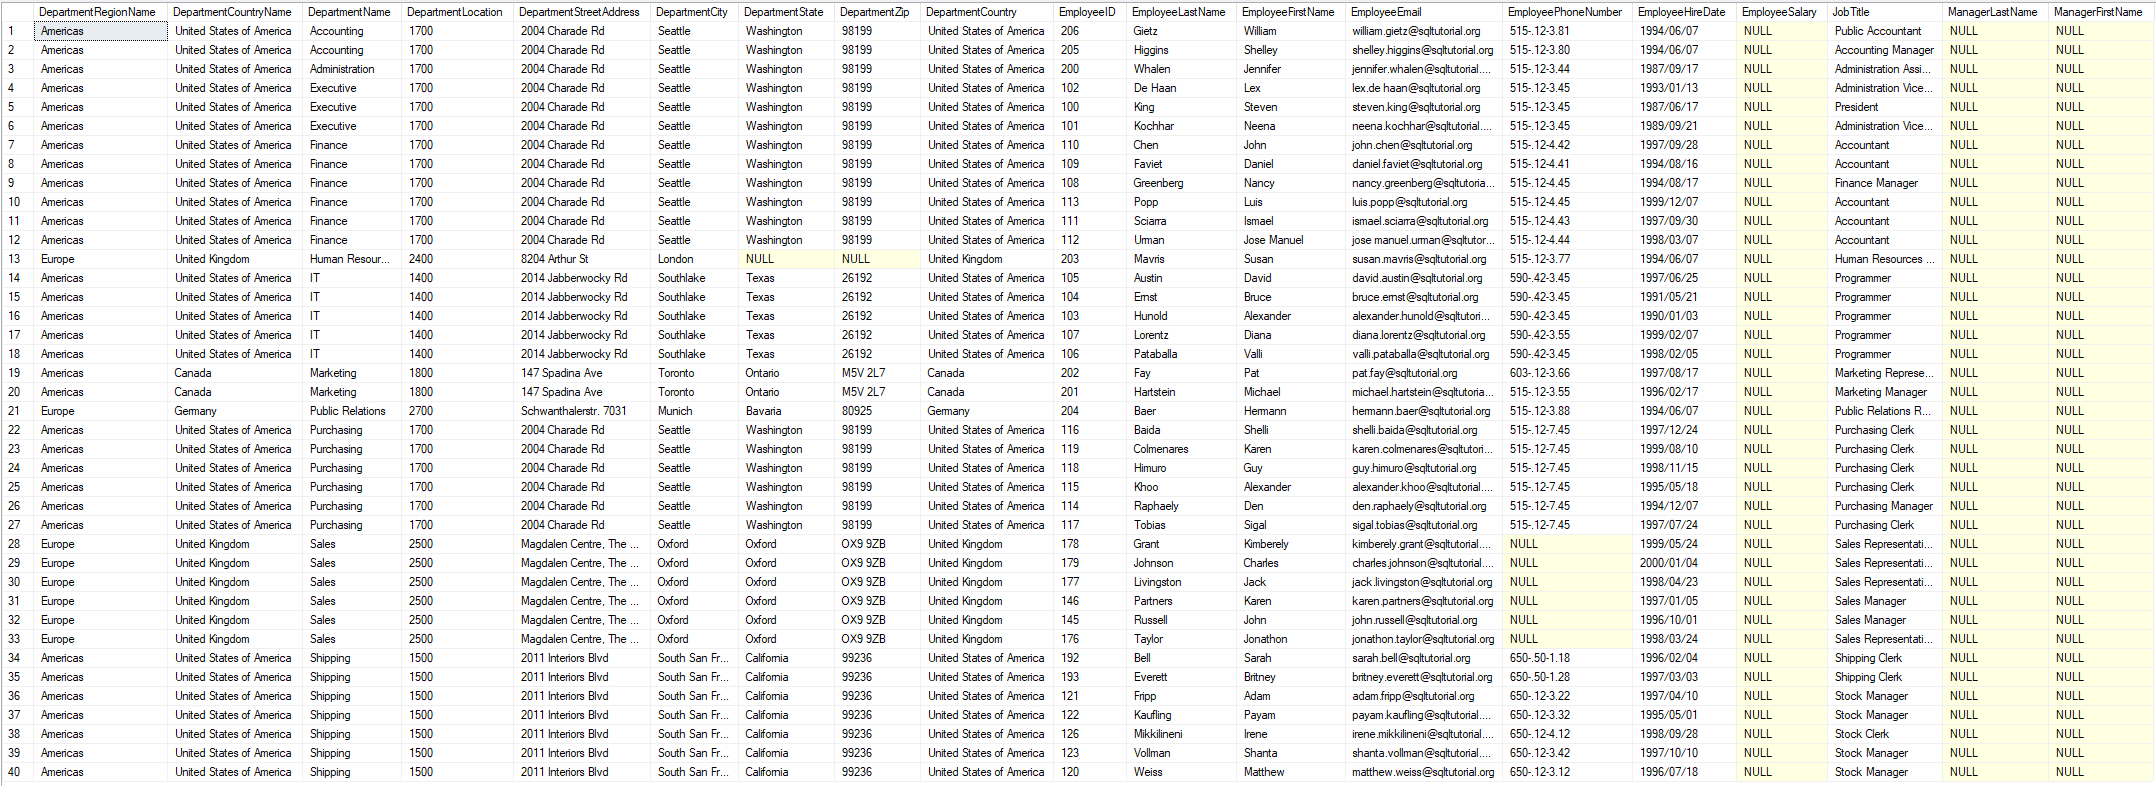 DepartmentRegionName DepartmentCountryName DepartmentName DepartmentLocation DepartmentStreetAddress DepartmentCity DepartmentState DepartmentZip DepartmentCountry EmployeeID EmployeeLastName EmployeeFirstName EmployeeEmail EmployeePhoneNumber EmployeeHireDate EmployeeSalary JobTitle ManagerLastName ManagerFirstName
1 Americas United States of America Accounting 1700 2004 Charade Rd Seattle Washington 98199 United States of America 206 Gietz William william.gietz@sqltutorial.org 515-.12-3.81 1994/06/07 NULL Public Accountant NULL NULL
2 Americas United States of America Accounting 1700 2004 Charade Rd Seattle Washington 98199 United States of America 205 Higgins Shelley shelley.higgins@sqltutorial.org 515-.12-3.80 1994/06/07 NULL Accounting Manager NULL NULL
3 Americas United States of America Administration 1700 2004 Charade Rd Seattle Washington 98199 United States of America 200 Whalen Jennifer jennifer.whalen@sqltutorial.... 515-.12-3.44 1987/09/17 NULL Administration Assi... NULL NULL
4 Americas United States of America Executive 1700 2004 Charade Rd Seattle Washington 98199 United States of America 102 De Haan Lex lex.de haan@sqltutorial.org 515-.12-3.45 1993/01/13 NULL Administration Vice... NULL NULL
5 Americas United States of America Executive 1700 2004 Charade Rd Seattle Washington 98199 United States of America 100 King Steven steven.king@sqltutorial.org 515-.12-3.45 1987/06/17 NULL President NULL NULL
6 Americas United States of America Executive 1700 2004 Charade Rd Seattle Washington 98199 United States of America 101 Kochhar Neena neena.kochhar@sqltutorial.... 515-.12-3.45 1989/09/21 NULL Administration Vice... NULL NULL
7 Americas United States of America Finance 1700 2004 Charade Rd Seattle Washington 98199 United States of America 110 Chen John john.chen@sqltutorial.org 515-.12-4.42 1997/09/28 NULL Accountant NULL NULL
8 Americas United States of America Finance 1700 2004 Charade Rd Seattle Washington 98199 United States of America 109 Faviet Daniel daniel.faviet@sqltutorial.org 515-.12-4.41 1994/08/16 NULL Accountant NULL NULL
9 Americas United States of America Finance 1700 2004 Charade Rd Seattle Washington 98199 United States of America 108 Greenberg Nancy nancy.greenberg@sqltutoria... 515-.12-4.45 1994/08/17 NULL Finance Manager NULL NULL
10 Americas United States of America Finance 1700 2004 Charade Rd Seattle Washington 98199 United States of America 113 Popp Luis luis.popp@sqltutorial.org 515-.12-4.45 1999/12/07 NULL Accountant NULL NULL
11 Americas United States of America Finance 1700 2004 Charade Rd Seattle Washington 98199 United States of America 111 Sciarra Ismael ismael.sciarra@sqltutorial.org 515-.12-4.43 1997/09/30 NULL Accountant NULL NULL
12 Americas United States of America Finance 1700 2004 Charade Rd Seattle Washington 98199 United States of America 112 Urman Jose Manuel jose manuel.urman@sqltutor... 515-.12-4.44 1998/03/07 NULL Accountant NULL NULL
13 Europe United Kingdom Human Resour... 2400 8204 Arthur St London NULL NULL United Kingdom 203 Mavris Susan susan.mavris@sqltutorial.org 515-.12-3.77 1994/06/07 NULL Human Resources ... NULL NULL
14 Americas United States of America IT 1400 2014 Jabberwocky Rd Southlake Texas 26192 United States of America 105 Austin David david.austin@sqltutorial.org 590-.42-3.45 1997/06/25 NULL Programmer NULL NULL
15 Americas United States of America IT 1400 2014 Jabberwocky Rd Southlake Texas 26192 United States of America 104 Ernst Bruce bruce.ernst@sqltutorial.org 590-.42-3.45 1991/05/21 NULL Programmer NULL NULL
16 Americas United States of America IT 1400 2014 Jabberwocky Rd Southlake Texas 26192 United States of America 103 Hunold Alexander alexander.hunold@sqltutori... 590-.42-3.45 1990/01/03 NULL Programmer NULL NULL
17 Americas United States of America IT 1400 2014 Jabberwocky Rd Southlake Texas 26192 United States of America 107 Lorentz Diana diana.lorentz@sqltutorial.org 590-.42-3.55 1999/02/07 NULL Programmer NULL NULL
18 Americas United States of America IT 1400 2014 Jabberwocky Rd Southlake Texas 26192 United States of America 106 Pataballa Valli valli.pataballa@sqltutorial.org 590-.42-3.45 1998/02/05 NULL Programmer NULL NULL
19 Americas Canada Marketing 1800 147 Spadina Ave Toronto Ontario M5V 2L7 Canada 202 Fay Pat pat.fay@sqltutorial.org 603-.12-3.66 1997/08/17 NULL Marketing Represe... NULL NULL
20 Americas Canada Marketing 1800 147 Spadina Ave Toronto Ontario M5V 2L7 Canada 201 Hartstein Michael michael.hartstein@sqltutoria... 515-.12-3.55 1996/02/17 NULL Marketing Manager NULL NULL
21 Europe Germany Public Relations 2700 Schwanthalerstr. 7031 Munich Bavaria 80925 Germany 204 Baer Hermann hermann.baer@sqltutorial.org 515-.12-3.88 1994/06/07 NULL Public Relations R... NULL NULL
22 Americas United States of America Purchasing 1700 2004 Charade Rd Seattle Washington 98199 United States of America 116 Baida Shelli shelli.baida@sqltutorial.org 515-.12-7.45 1997/12/24 NULL Purchasing Clerk NULL NULL
23 Americas United States of America Purchasing 1700 2004 Charade Rd Seattle Washington 98199 United States of America 119 Colmenares Karen karen.colmenares@sqltutori... 515-.12-7.45 1999/08/10 NULL Purchasing Clerk NULL NULL
24 Americas United States of America Purchasing 1700 2004 Charade Rd Seattle Washington 98199 United States of America 118 Himuro Guy guy.himuro@sqltutorial.org 515-.12-7.45 1998/11/15 NULL Purchasing Clerk NULL NULL
25 Americas United States of America Purchasing 1700 2004 Charade Rd Seattle Washington 98199 United States of America 115 Khoo Alexander alexander.khoo@sqltutorial.... 515-.12-7.45 1995/05/18 NULL Purchasing Clerk NULL NULL
26 Americas United States of America Purchasing 1700 2004 Charade Rd Seattle Washington 98199 United States of America 114 Raphaely Den den.raphaely@sqltutorial.org 515-.12-7.45 1994/12/07 NULL Purchasing Manager NULL NULL
27 Americas United States of America Purchasing 1700 2004 Charade Rd Seattle Washington 98199 United States of America 117 Tobias Sigal sigal.tobias@sqltutorial.org 515-.12-7.45 1997/07/24 NULL Purchasing Clerk NULL NULL
28 Europe United Kingdom Sales 2500 Magdalen Centre, The ... Oxford Oxford OX9 9ZB United Kingdom 178 Grant Kimberely kimberely.grant@sqltutorial.... NULL 1999/05/24 NULL Sales Representati... NULL NULL
29 Europe United Kingdom Sales 2500 Magdalen Centre, The ... Oxford Oxford OX9 9ZB United Kingdom 179 Johnson Charles charles.johnson@sqltutorial.... NULL 2000/01/04 NULL Sales Representati... NULL NULL
30 Europe United Kingdom Sales 2500 Magdalen Centre, The ... Oxford Oxford OX9 9ZB United Kingdom 177 Livingston Jack jack.livingston@sqltutorial.org NULL 1998/04/23 NULL Sales Representati... NULL NULL
31 Europe United Kingdom Sales 2500 Magdalen Centre, The ... Oxford Oxford OX9 9ZB United Kingdom 146 Partners Karen karen.partners@sqltutorial.org NULL 1997/01/05 NULL Sales Manager NULL NULL
32 Europe United Kingdom Sales 2500 Magdalen Centre, The ... Oxford Oxford OX9 9ZB United Kingdom 145 Russell John john.russell@sqltutorial.org NULL 1996/10/01 NULL Sales Manager NULL NULL
33 Europe United Kingdom Sales 2500 Magdalen Centre, The ... Oxford Oxford OX9 9ZB United Kingdom 176 Taylor Jonathon jonathon.taylor@sqltutorial.org NULL 1998/03/24 NULL Sales Representati... NULL NULL
34 Americas United States of America Shipping 1500 2011 Interiors Blvd South San Fr... California 99236 United States of America 192 Bell Sarah sarah.bell@sqltutorial.org 650-.50-1.18 1996/02/04 NULL Shipping Clerk NULL NULL
35 Americas United States of America Shipping 1500 2011 Interiors Blvd South San Fr... California 99236 United States of America 193 Everett Britney britney.everett@sqltutorial.org 650-.50-1.28 1997/03/03 NULL Shipping Clerk NULL NULL
36 Americas United States of America Shipping 1500 2011 Interiors Blvd South San Fr... California 99236 United States of America 121 Fripp Adam adam.fripp@sqltutorial.org 650-.12-3.22 1997/04/10 NULL Stock Manager NULL NULL
37 Americas United States of America Shipping 1500 2011 Interiors Blvd South San Fr... California 99236 United States of America 122 Kaufling Payam payam.kaufling@sqltutorial.... 650-.12-3.32 1995/05/01 NULL Stock Manager NULL NULL
38 Americas United States of America Shipping 1500 2011 Interiors Blvd South San Fr... California 99236 United States of America 126 Mikkilineni Irene irene.mikkilineni@sqltutorial.... 650-.12-4.12 1998/09/28 NULL Stock Clerk NULL NULL
39 Americas United States of America Shipping 1500 2011 Interiors Blvd South San Fr... California 99236 United States of America 123 Vollman Shanta shanta.vollman@sqltutorial.... 650-.12-3.42 1997/10/10 NULL Stock Manager NULL NULL
40 Americas United States of America Shipping 1500 2011 Interiors Blvd South San Fr... California 99236 United States of America 120 Weiss Matthew matthew.weiss@sqltutorial.... 650-.12-3.12 1996/07/18 NULL Stock Manager NULL NULL